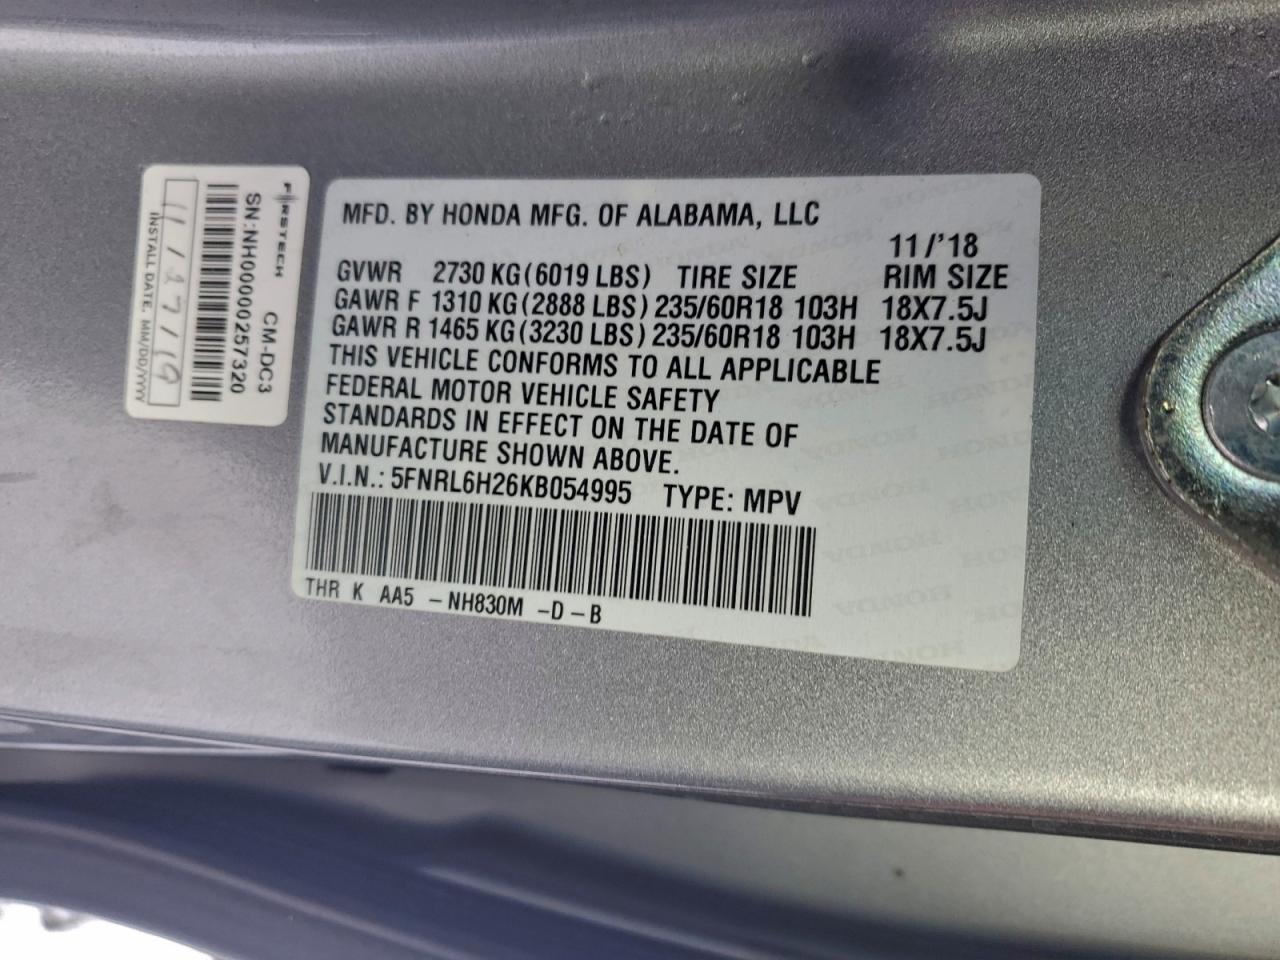 FIRSTECH CM-DC3
SN:NH0000025​7320
INSTALL DATE. MM/DD/YYYY
MFD. BY HONDA MFG. OF ALABAMA, LLC
11/'18
GVWR 2730 KG(6019 LBS) TIRE SIZE RIM SIZE
GAWR F 1310 KG(2888 LBS) 235/60R18 103H 18X7.5J
GAWR R 1465 KG(3230 LBS) 235/60R18 103H 18X7.5J
THIS VEHICLE CONFORMS TO ALL APPLICABLE
FEDERAL MOTOR VEHICLE SAFETY
STANDARDS IN EFFECT ON THE DATE OF
MANUFACTURE SHOWN ABOVE.
V.I.N.: 5FNRL6H26KB054995 TYPE: MPV
THR K AA5 -NH830M -D-B